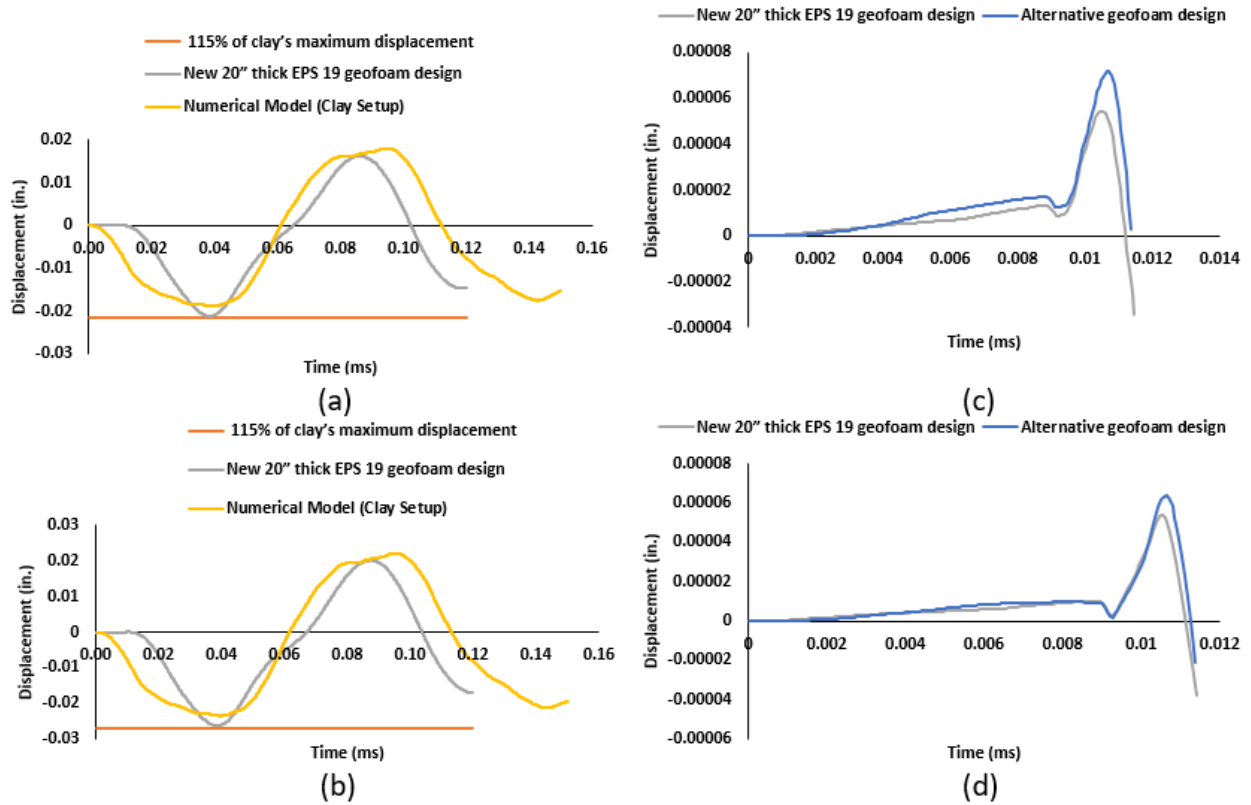 115% of clay's maximum displacement
New 20” thick EPS 19 geofoam design
Numerical Model (Clay Setup)
Displacement (in.)
0.02
0.01
0
-0.01
-0.02
-0.03
0.00 0.02 0.04 0.06 0.08 0.10 0.12 0.14 0.16
Time (ms)
(a)
115% of clay's maximum displacement
New 20” thick EPS 19 geofoam design
Numerical Model (Clay Setup)
Displacement (in.)
0.03
0.02
0.01
0
-0.01
-0.02
-0.03
0.00 0.02 0.04 0.06 0.08 0.10 0.12 0.14 0.16
Time (ms)
(b)
New 20” thick EPS 19 geofoam design Alternative geofoam design
Displacement (in.)
0.00008
0.00006
0.00004
0.00002
0
-0.00002
-0.00004
0 0.002 0.004 0.006 0.008 0.01 0.012 0.014
Time (ms)
(c)
New 20” thick EPS 19 geofoam design Alternative geofoam design
Displacement (in.)
0.00008
0.00006
0.00004
0.00002
0
-0.00002
-0.00004
-0.00006
0 0.002 0.004 0.006 0.008 0.01 0.012
Time (ms)
(d)